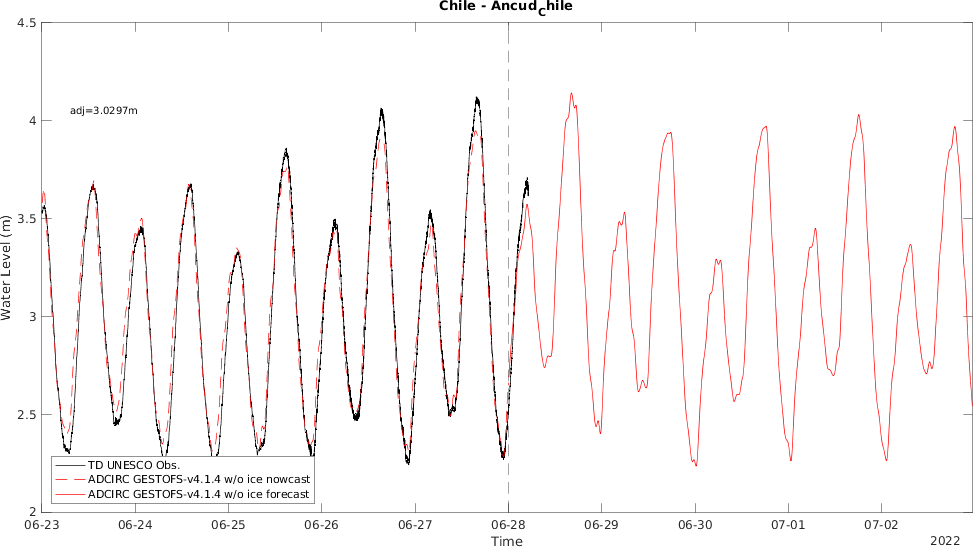 Chile - Ancud_Chile
4.5
4
3.5
3
2.5
2
Water Level (m)
adj=3.0297m
TD UNESCO Obs.
ADCIRC GESTOFS-v4.1.4 w/o ice nowcast
ADCIRC GESTOFS-v4.1.4 w/o ice forecast
06-23 06-24 06-25 06-26 06-27 06-28 06-29 06-30 07-01 07-02
Time
2022